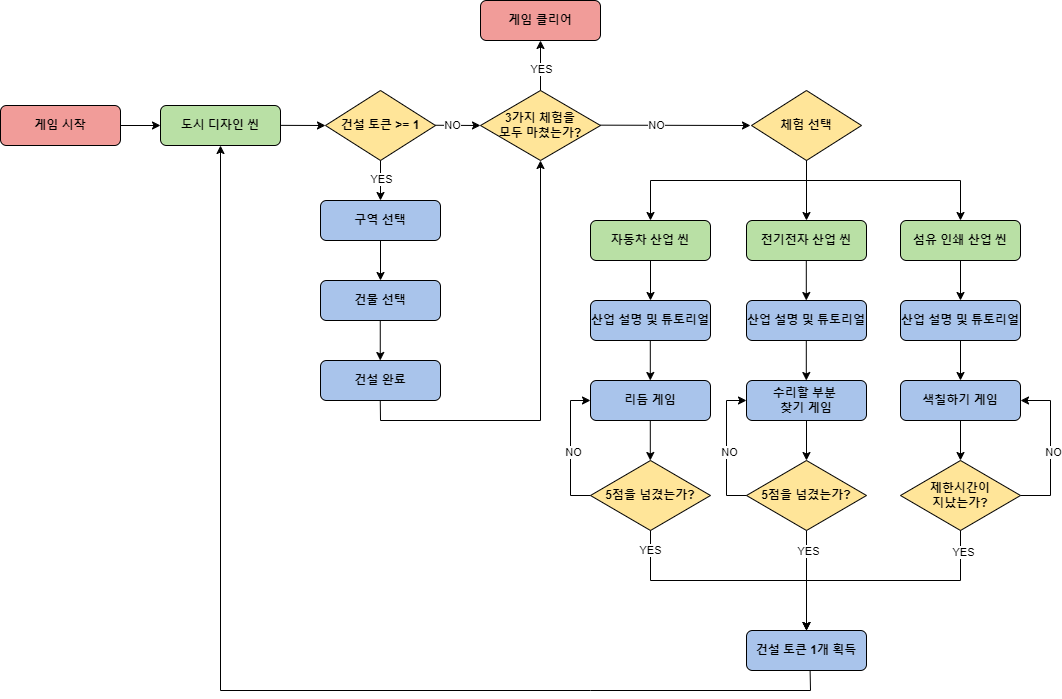 게임 클리어
YES
게임 시작
도시 디자인 씬
건설 토큰 >= 1
NO
3가지 체험을
모두 마쳤는가?
NO
체험 선택
YES
구역 선택
건물 선택
건설 완료
자동차 산업 씬
전기전자 산업 씬
섬유 인쇄 산업 씬
산업 설명 및 튜토리얼
산업 설명 및 튜토리얼
산업 설명 및 튜토리얼
리듬 게임
수리할 부분
찾기 게임
색칠하기 게임
NO
NO
NO
5점을 넘겼는가?
5점을 넘겼는가?
제한시간이
지났는가?
YES
YES
YES
건설 토큰 1개 획득